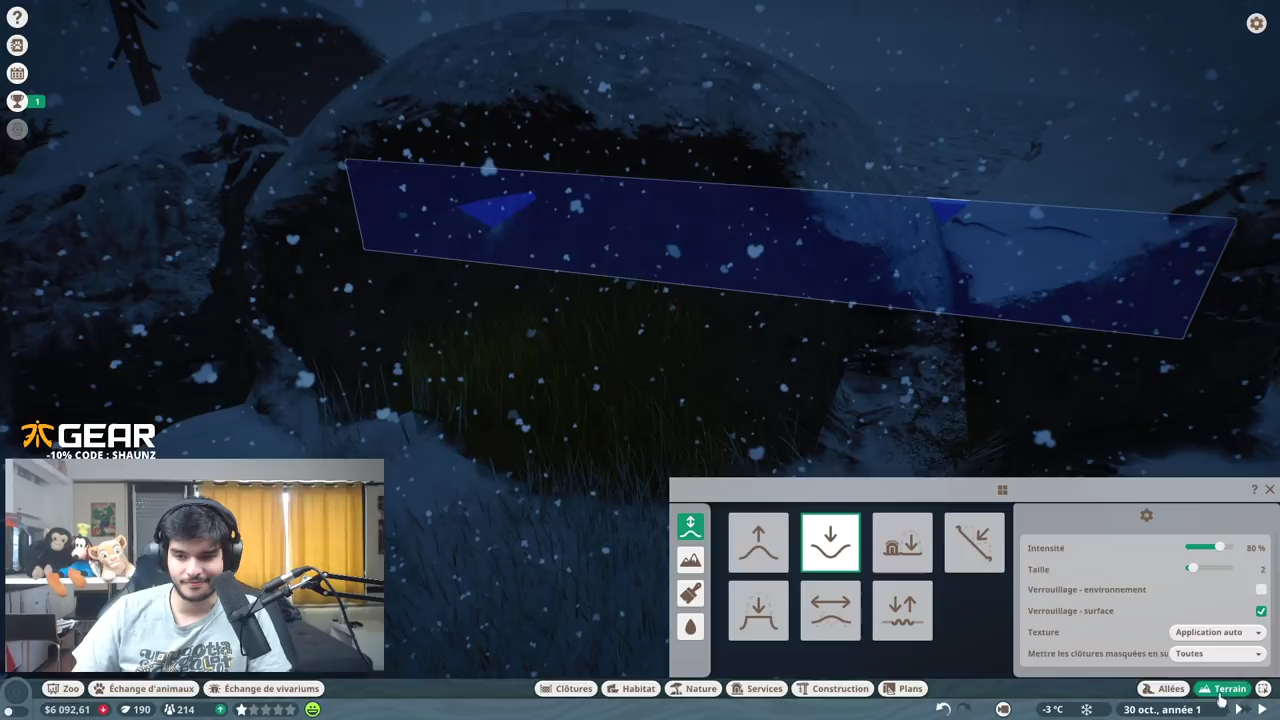 ?
1
GEAR
-10% CODE : SHAUNZ
?
Intensité 80 %
Taille 2
Verrouillage - environnement
Verrouillage - surface
Texture Application auto
Mettre les clôtures masquées en su Toutes
Zoo Échange d'animaux Échange de vivariums Clôtures Habitat Nature Services Construction Plans Allées Terrain
$6 092,61 190 214 -3 °C 30 oct., année 1